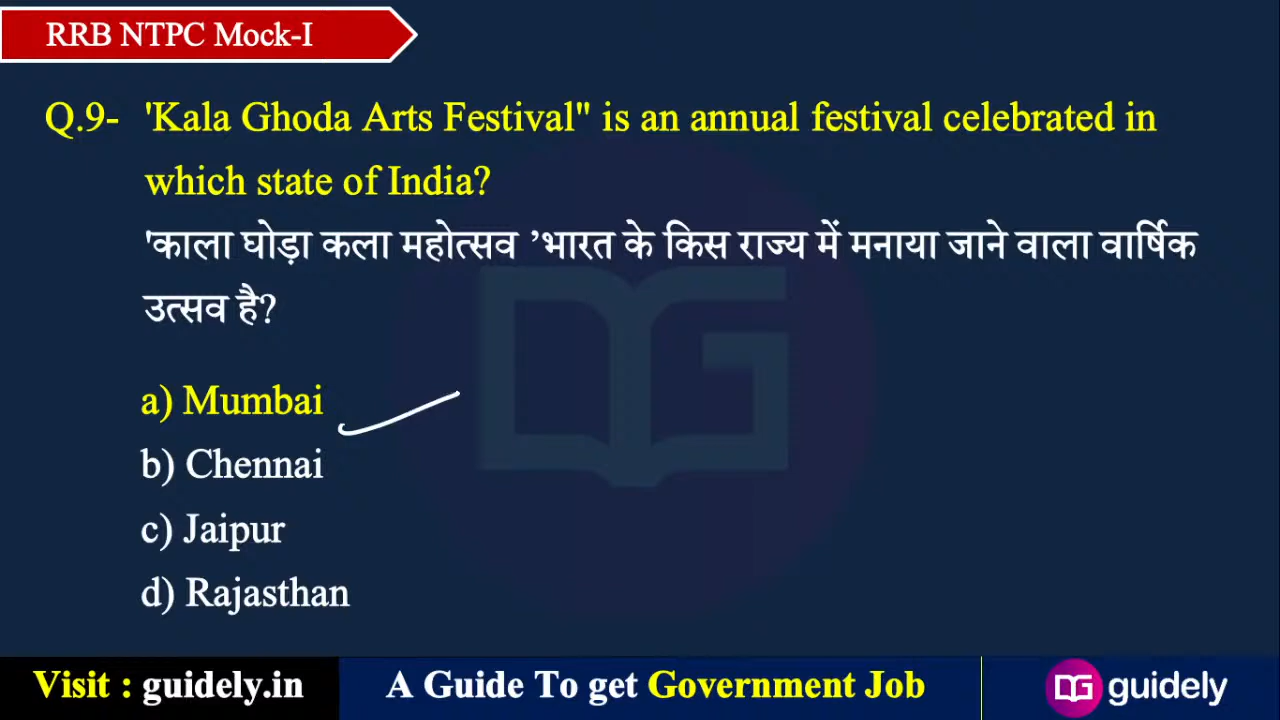 RRB NTPC Mock-I
Q.9- 'Kala Ghoda Arts Festival" is an annual festival celebrated in
which state of India?
'काला घोड़ा कला महोत्सव ’भारत के किस राज्य में मनाया जाने वाला वार्षिक
उत्सव है?
a) Mumbai
b) Chennai
c) Jaipur
d) Rajasthan
Visit : guidely.in A Guide To get Government Job guidely